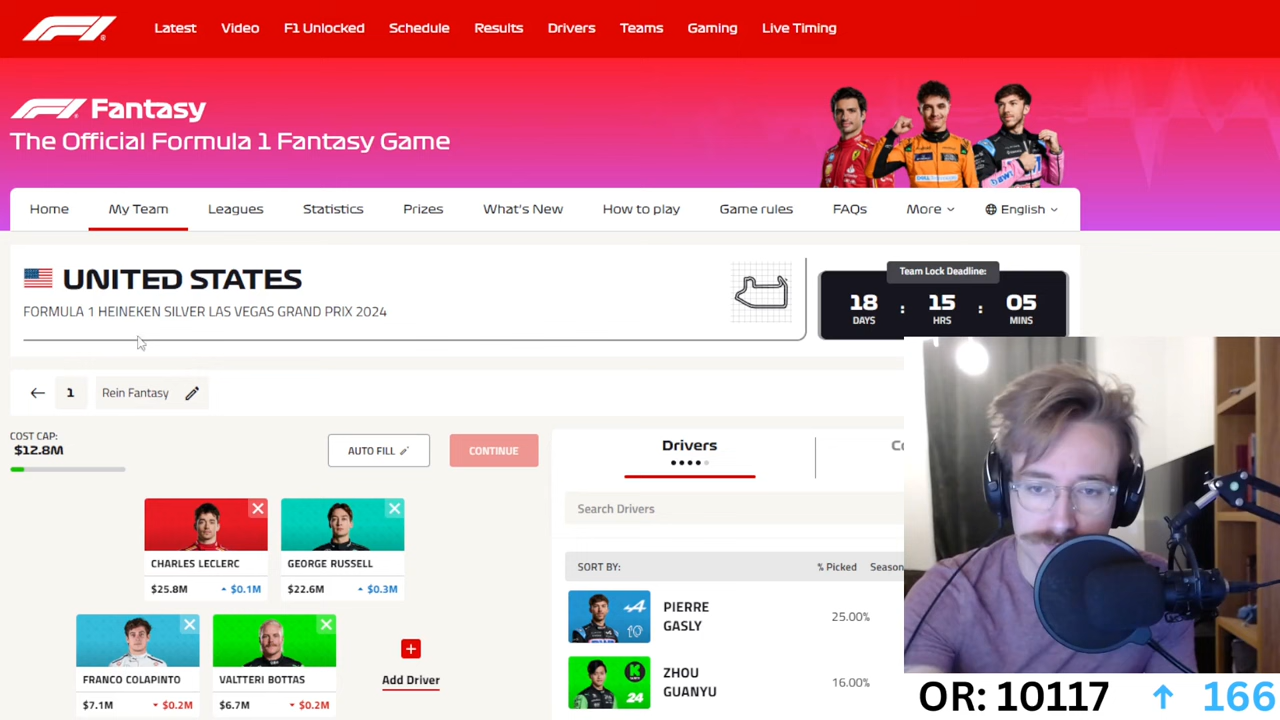 F1
Latest Video F1 Unlocked Schedule Results Drivers Teams Gaming Live Timing
F1 Fantasy
The Official Formula 1 Fantasy Game
Home My Team Leagues Statistics Prizes What's New How to play Game rules FAQs More English
UNITED STATES
FORMULA 1 HEINEKEN SILVER LAS VEGAS GRAND PRIX 2024
Team Lock Deadline:
18 : 15 : 05
DAYS HRS MINS
1 Rein Fantasy
COST CAP:
$12.8M
AUTO FILL
CONTINUE
Drivers
Co
Search Drivers
SORT BY: % Picked Season
CHARLES LECLERC
$25.8M $0.1M
GEORGE RUSSELL
$22.6M $0.3M
FRANCO COLAPINTO
$7.1M $0.2M
VALTTERI BOTTAS
$6.7M $0.2M
Add Driver
10
PIERRE
GASLY
25.00%
24
ZHOU
GUANYU
16.00%
OR: 10117 ↑ 166